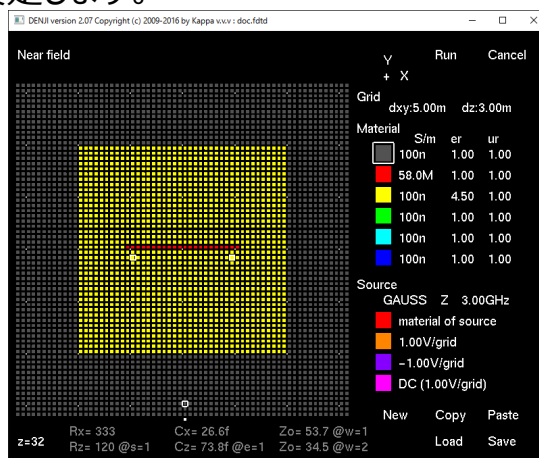 定します。
DENJI version 2.07 Copyright (c) 2009-2016 by Kappa v.v.v : doc.fdtd
Near field
Y
+ X
Run Cancel
Grid
dxy:5.00m dz:3.00m
Material
S/m er ur
100n 1.00 1.00
58.0M 1.00 1.00
100n 4.50 1.00
100n 1.00 1.00
100n 1.00 1.00
100n 1.00 1.00
Source
GAUSS Z 3.00GHz
material of source
1.00V/grid
-1.00V/grid
DC (1.00V/grid)
New Copy Paste
Load Save
z=32
Rx= 333 Cx= 26.6f Zo= 53.7 @w=1
Rz= 120 @s=1 Cz= 73.8f @e=1 Zo= 34.5 @w=2